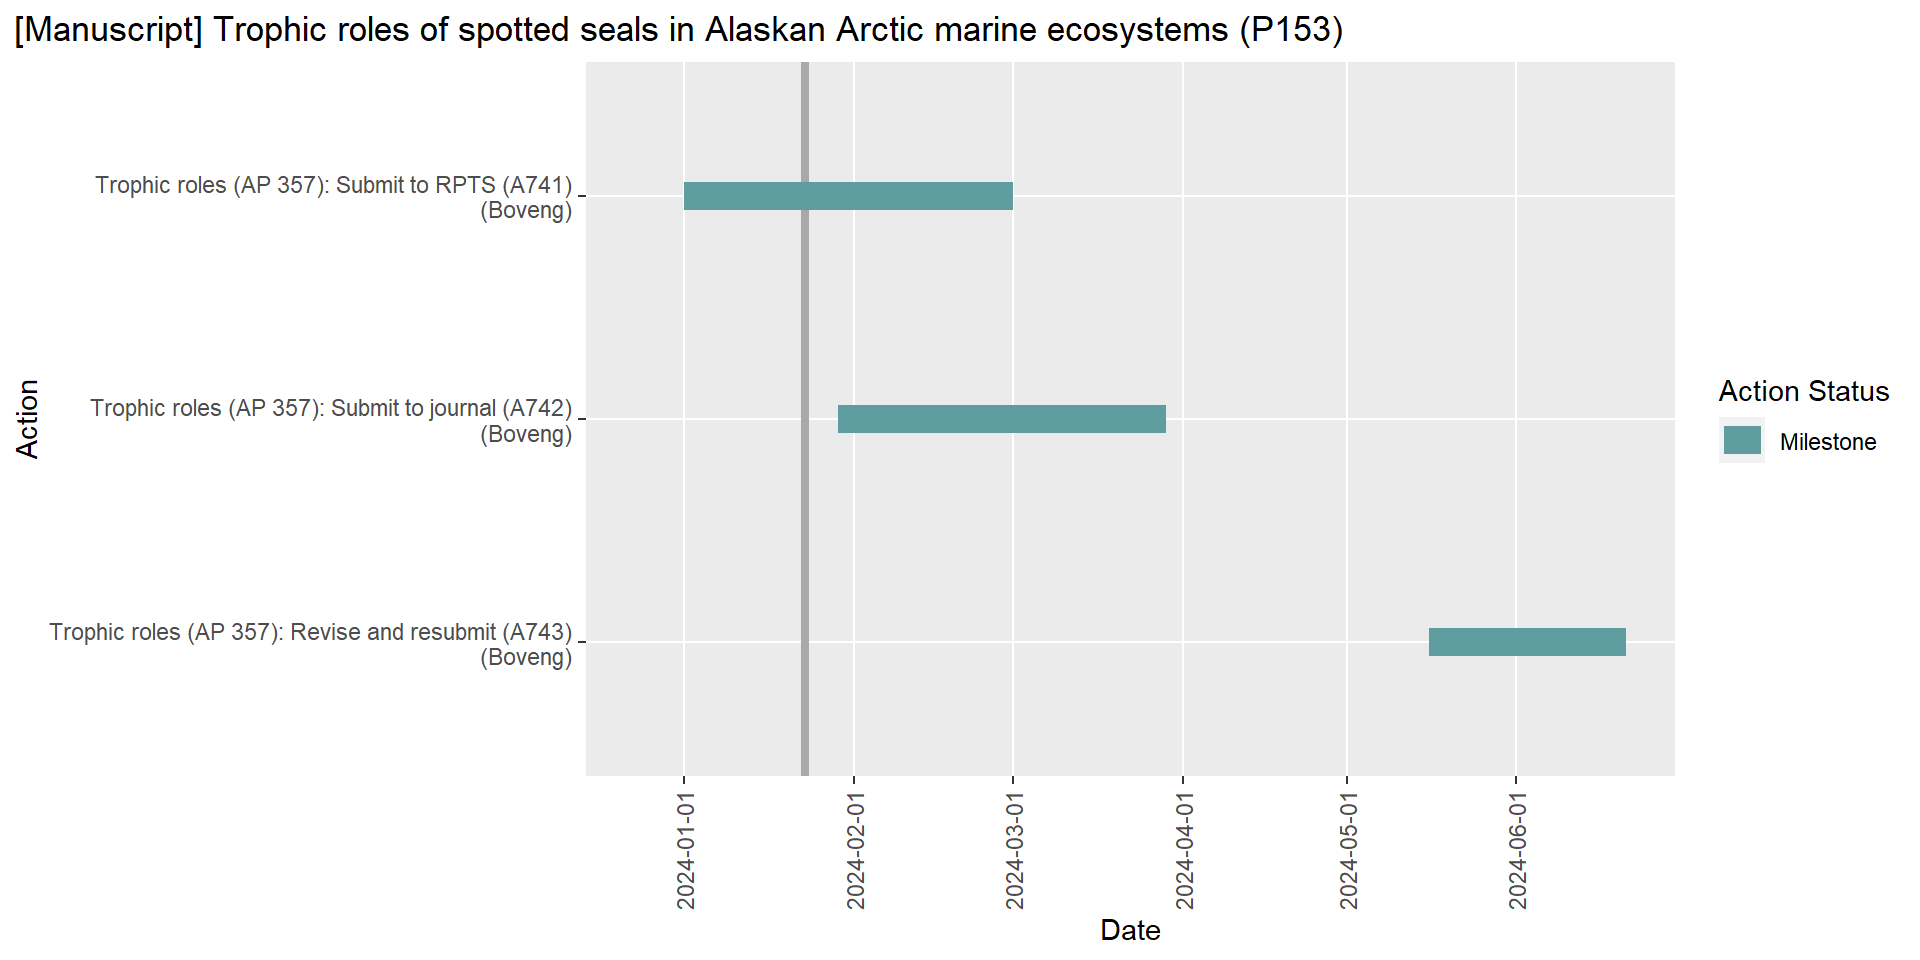 [Manuscript] Trophic roles of spotted seals in Alaskan Arctic marine ecosystems (P153)
Trophic roles (AP 357): Submit to RPTS (A741)
(Boveng)
Trophic roles (AP 357): Submit to journal (A742)
(Boveng)
Trophic roles (AP 357): Revise and resubmit (A743)
(Boveng)
Action
2024-01-01
2024-02-01
2024-03-01
2024-04-01
2024-05-01
2024-06-01
Date
Action Status
Milestone